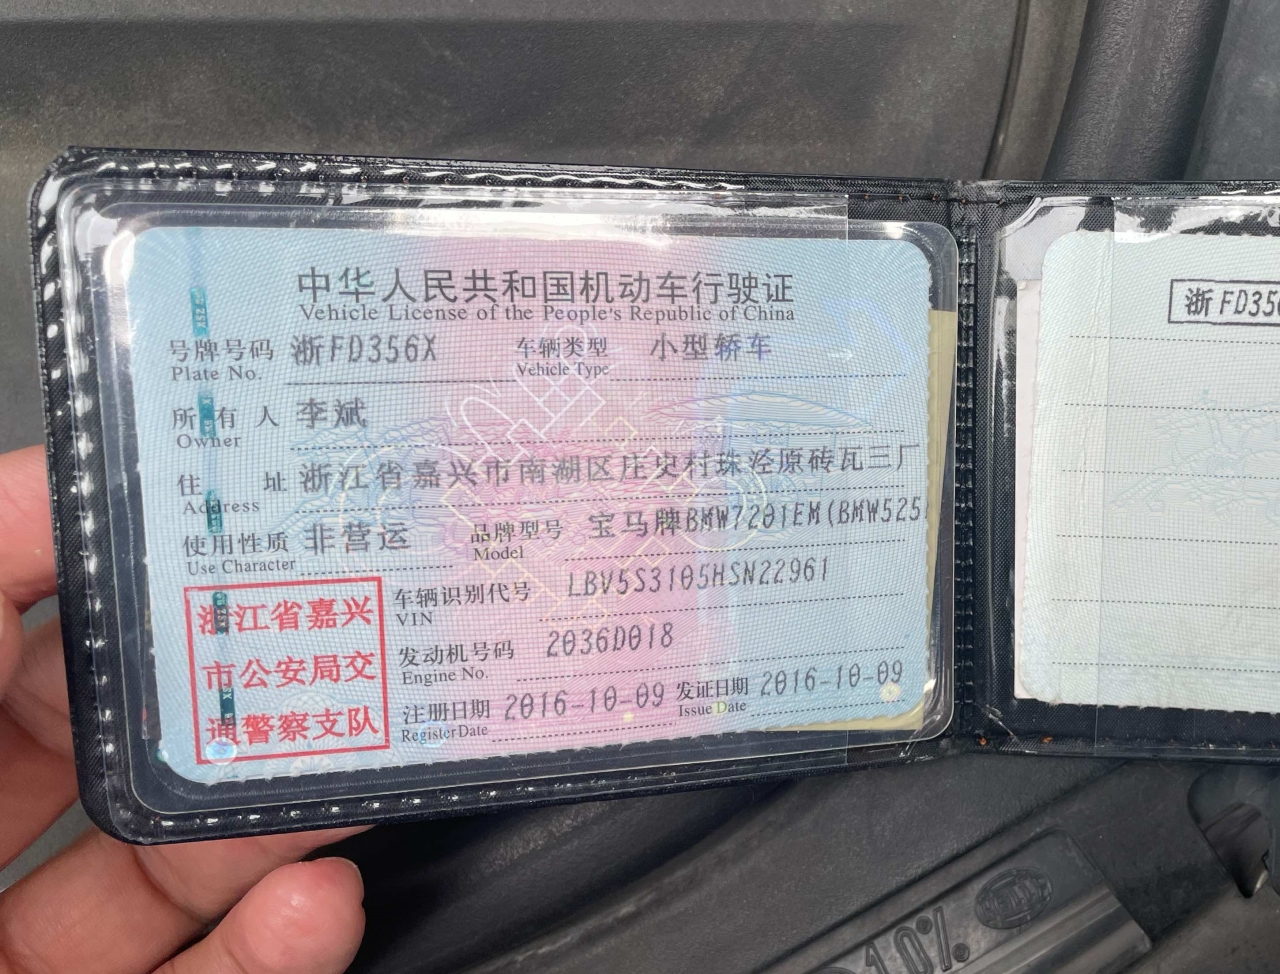 中华人民共和国机动车行驶证
Vehicle License of the People's Republic of China
号牌号码 浙FD356X 车辆类型 小型轿车
Plate No. Vehicle Type
所有人 李斌
Owner
住址 浙江省嘉兴市南湖区庄史村珠泾原砖瓦三厂
Address
使用性质 非营运 品牌型号 宝马牌BMW7201EM(BMW525
Use Character Model
浙江省嘉兴
市公安局交
通警察支队
车辆识别代号 LBV5S3105HSN22961
VIN
发动机号码 2036D018
Engine No.
注册日期 2016-10-09 发证日期 2016-10-09
Register Date Issue Date
浙FD356
10%
HELLA